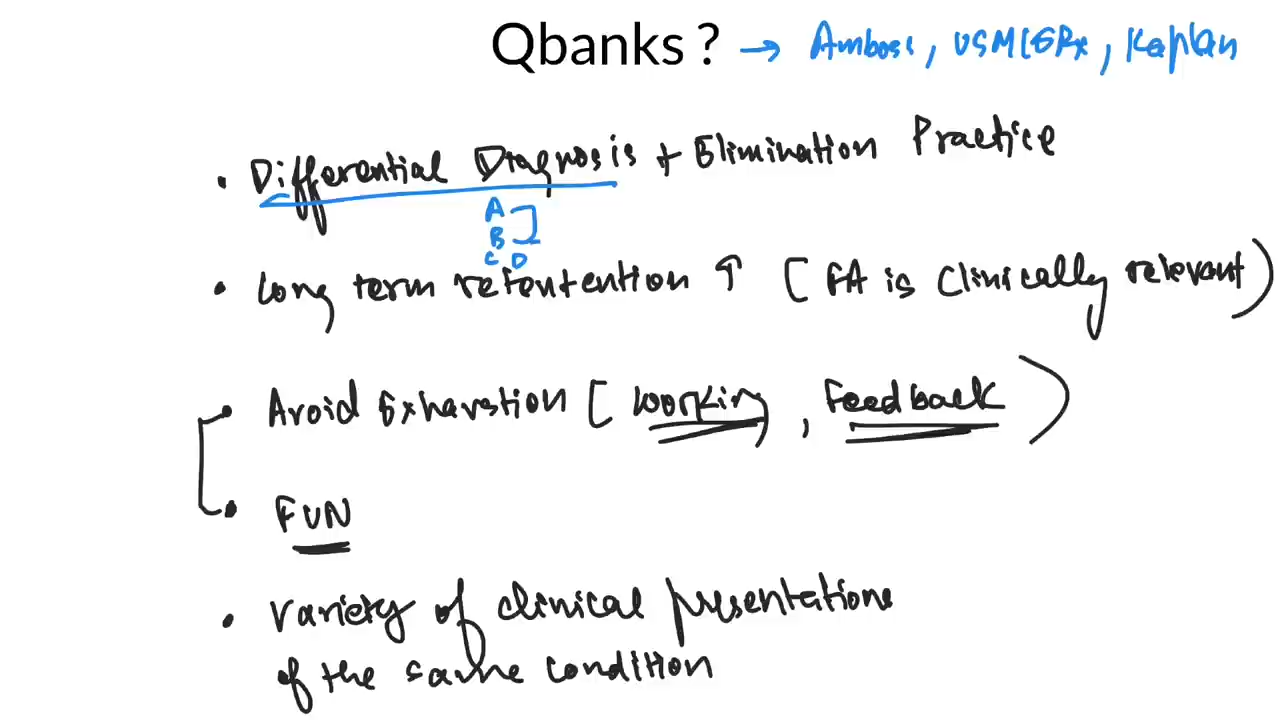 Qbanks ? → Amboss, USMLERx, Kaplan
• Differential Diagnosis + Elimination Practice
A
B
C D
• Long term retentention ↑ [ FA is clinically relevant )
• Avoid Exhaustion [ working, Feedback )
• FUN
• Variety of clinical presentations
of the same condition